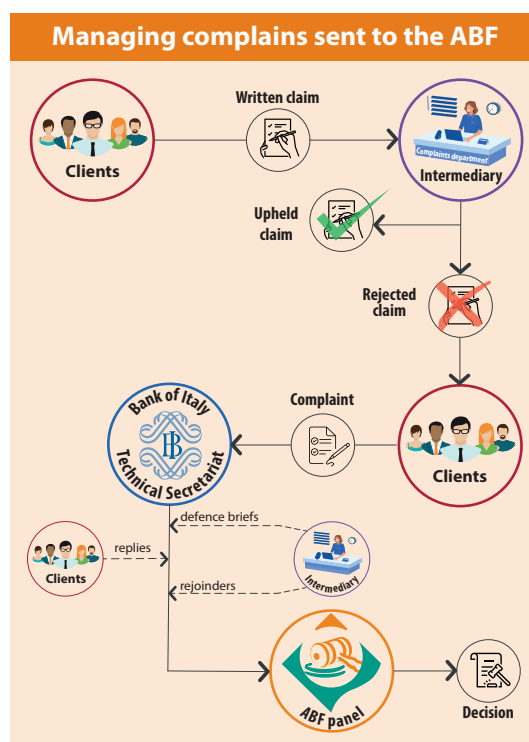 Managing complains sent to the ABF
Written claim
Clients
Complaints department
Intermediary
Upheld
claim
Rejected
claim
Bank of Italy
Technical Secretariat
Complaint
Clients
defence briefs
replies
Clients
Intermediary
rejoinders
ABF panel
Decision